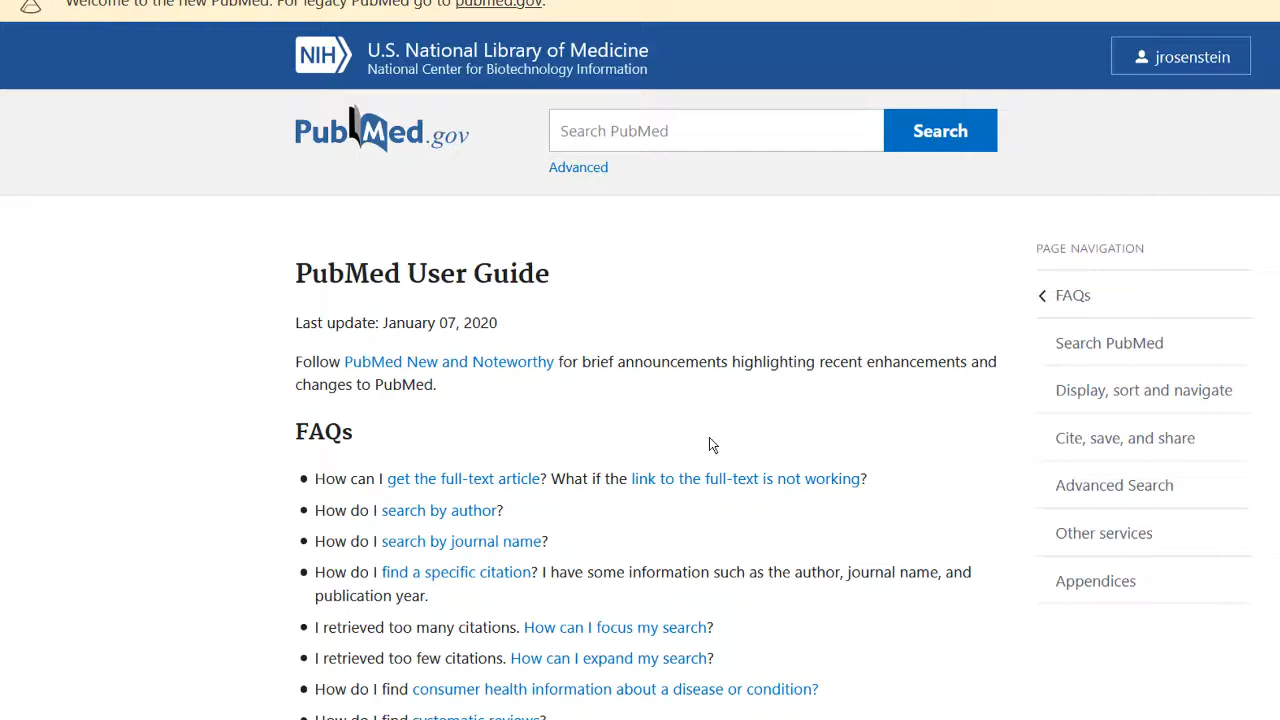 Welcome to the new PubMed. For legacy PubMed go to pubmed.gov.
NIH
U.S. National Library of Medicine
National Center for Biotechnology Information
jrosenstein
PubMed.gov
Search PubMed
Search
Advanced
PubMed User Guide
Last update: January 07, 2020
Follow PubMed New and Noteworthy for brief announcements highlighting recent enhancements and
changes to PubMed.
FAQs
• How can I get the full-text article? What if the link to the full-text is not working?
• How do I search by author?
• How do I search by journal name?
• How do I find a specific citation? I have some information such as the author, journal name, and
publication year.
• I retrieved too many citations. How can I focus my search?
• I retrieved too few citations. How can I expand my search?
• How do I find consumer health information about a disease or condition?
• How do I find systematic reviews?
PAGE NAVIGATION
FAQs
Search PubMed
Display, sort and navigate
Cite, save, and share
Advanced Search
Other services
Appendices